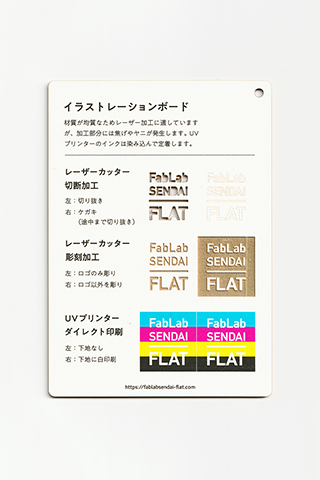 イラストレーションボード
材質が均質なためレーザー加工に適しています
が、加工部分には焦げやヤニが発生します。UV
プリンターのインクは染み込んで定着します。
レーザーカッター
切断加工
左：切り抜き
右：ケガキ
（途中まで切り抜き）
FabLab
SENDAI
FLAT
FabLab
SENDAI
FLAT
レーザーカッター
彫刻加工
左：ロゴのみ彫り
右：ロゴ以外を彫り
FabLab
SENDAI
FLAT
FabLab
SENDAI
FLAT
UVプリンター
ダイレクト印刷
左：下地なし
右：下地に白印刷
FabLab
SENDAI
FLAT
FabLab
SENDAI
FLAT
https://fablabsendai-flat.com